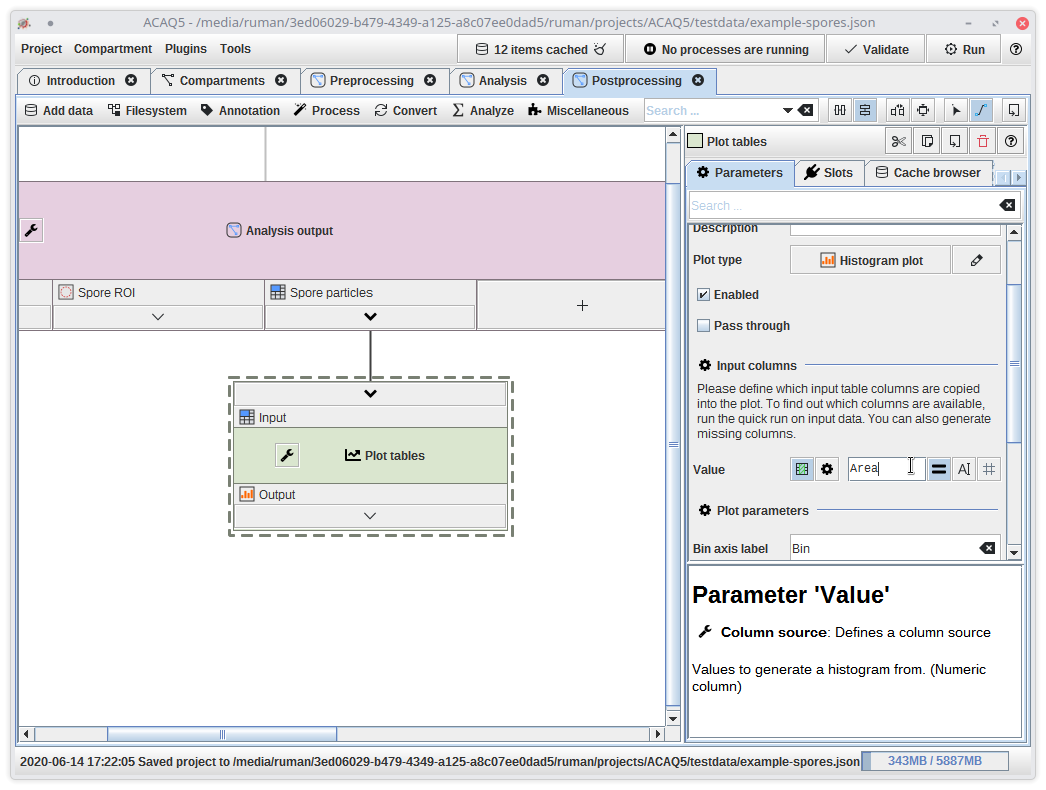 ACAQ5 - /media/ruman/3ed06029-b479-4349-a125-a8c07ee0dad5/ruman/projects/ACAQ5/testdata/example-spores.json
Project Compartment Plugins Tools 12 items cached No processes are running Validate Run
Introduction Compartments Preprocessing Analysis Postprocessing
Add data Filesystem Annotation Process Convert Analyze Miscellaneous Search ...
Analysis output
Spore ROI Spore particles
Input
Plot tables
Output
Plot tables
Parameters Slots Cache browser
Search ...
Description
Plot type Histogram plot
Enabled
Pass through
Input columns
Please define which input table columns are copied
into the plot. To find out which columns are available,
run the quick run on input data. You can also generate
missing columns.
Value Area
Plot parameters
Bin axis label Bin
Parameter 'Value'
Column source: Defines a column source
Values to generate a histogram from. (Numeric
column)
2020-06-14 17:22:05 Saved project to /media/ruman/3ed06029-b479-4349-a125-a8c07ee0dad5/ruman/projects/ACAQ5/testdata/example-spores.json 343MB / 5887MB